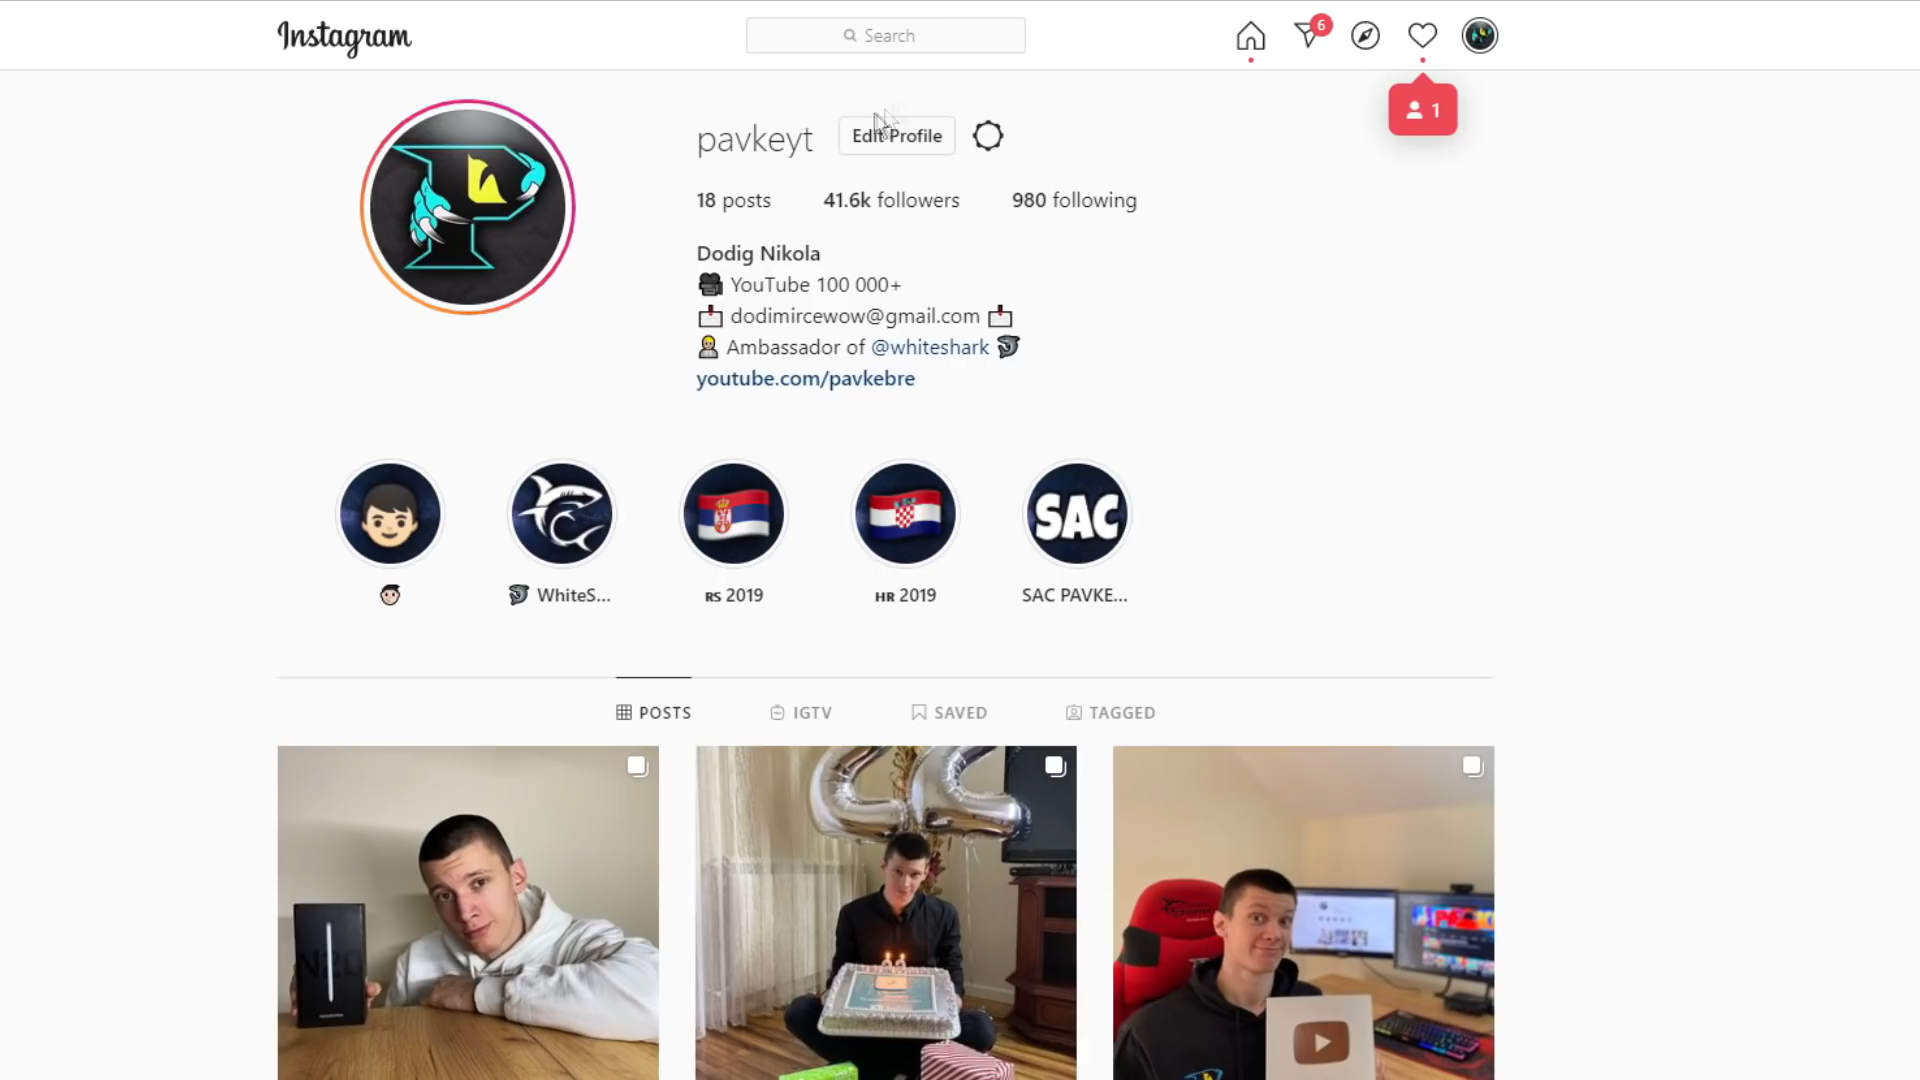 Instagram
Search
6
1
pavkeyt
Edit Profile
18 posts
41.6k followers
980 following
Dodig Nikola
YouTube 100 000+
dodimircewow@gmail.com
Ambassador of @whiteshark
youtube.com/pavkebre
SAC
WhiteS...
RS 2019
HR 2019
SAC PAVKE...
POSTS
IGTV
SAVED
TAGGED
N20